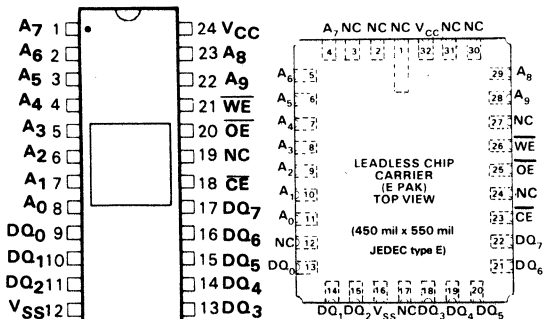 A7 1 24 VCC
A6 2 23 A8
A5 3 22 A9
A4 4 21 W̅E̅
A3 5 20 O̅E̅
A2 6 19 NC
A1 7 18 C̅E̅
A0 8 17 DQ7
DQ0 9 16 DQ6
DQ1 10 15 DQ5
DQ2 11 14 DQ4
VSS 12 13 DQ3
A7 NC NC NC VCC NC NC
4 3 2 1 32 31 30
A6 5 29 A8
A5 6 28 A9
A4 7 27 NC
A3 8 26 W̅E̅
A2 9 25 O̅E̅
A1 10 24 NC
A0 11 23 C̅E̅
NC 12 22 DQ7
DQ0 13 21 DQ6
LEADLESS CHIP
CARRIER
(E PAK)
TOP VIEW
(450 mil x 550 mil
JEDEC type E)
14 15 16 17 18 19 20
DQ1 DQ2 VSS NC DQ3 DQ4 DQ5